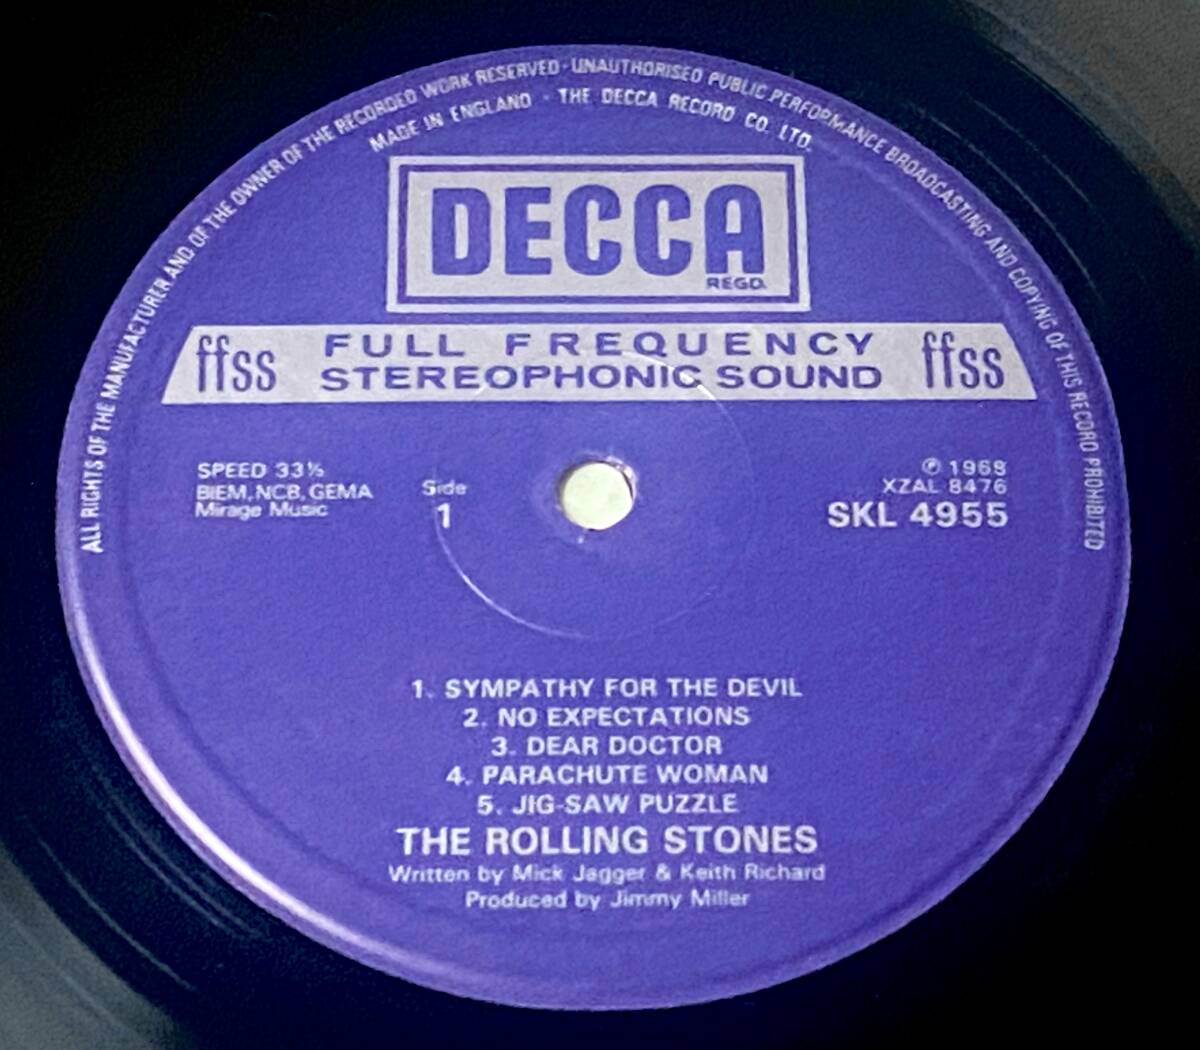 ALL RIGHTS OF THE MANUFACTURER AND OF THE OWNER OF THE RECORDED WORK RESERVED · UNAUTHORISED PUBLIC PERFORMANCE BROADCASTING AND COPYING OF THIS RECORD PROHIBITED
MADE IN ENGLAND · THE DECCA RECORD CO. LTD.
DECCA
REGD.
ffss FULL FREQUENCY ffss
STEREOPHONIC SOUND
SPEED 33⅓
BIEM, NCB, GEMA
Mirage Music
Side
1
℗ 1968
XZAL 8476
SKL 4955
1. SYMPATHY FOR THE DEVIL
2. NO EXPECTATIONS
3. DEAR DOCTOR
4. PARACHUTE WOMAN
5. JIG-SAW PUZZLE
THE ROLLING STONES
Written by Mick Jagger & Keith Richard
Produced by Jimmy Miller